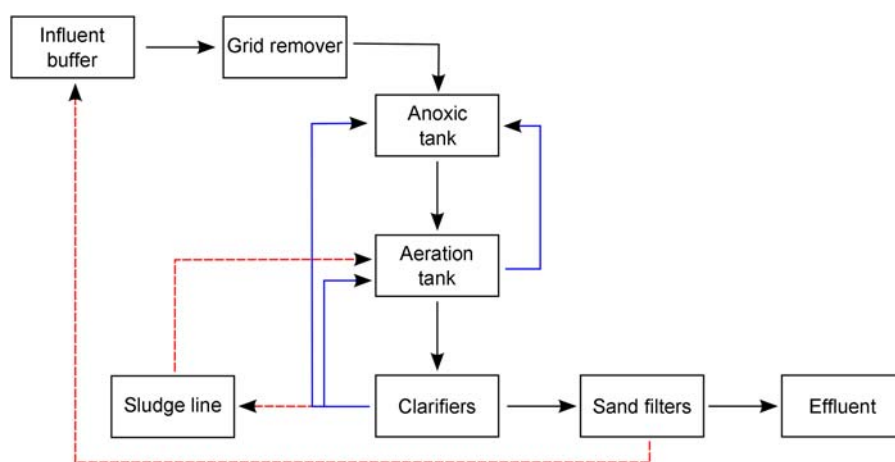 Influent
buffer
Grid remover
Anoxic
tank
Aeration
tank
Sludge line
Clarifiers
Sand filters
Effluent